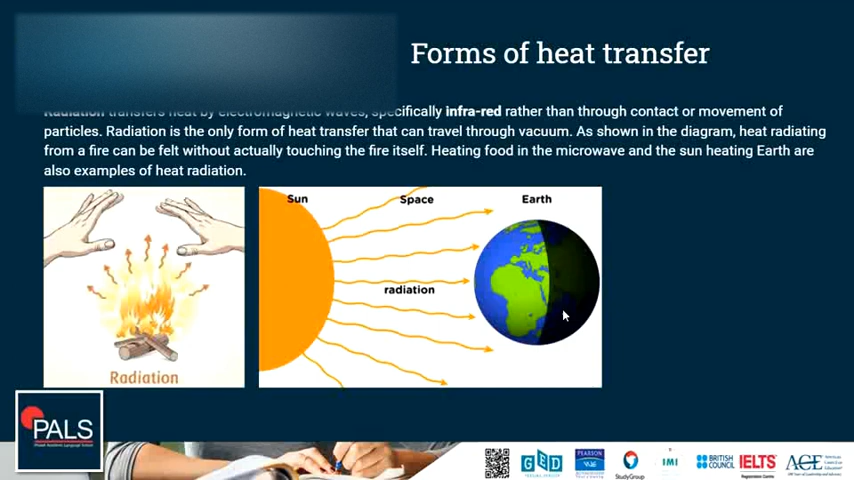 Forms of heat transfer
Radiation transfers heat by electromagnetic waves, specifically infra-red rather than through contact or movement of
particles. Radiation is the only form of heat transfer that can travel through vacuum. As shown in the diagram, heat radiating
from a fire can be felt without actually touching the fire itself. Heating food in the microwave and the sun heating Earth are
also examples of heat radiation.
Sun
Space
Earth
radiation
Radiation
PALS
GED
PEARSON
StudyGroup
IMI
BRITISH
COUNCIL
IELTS
ACE